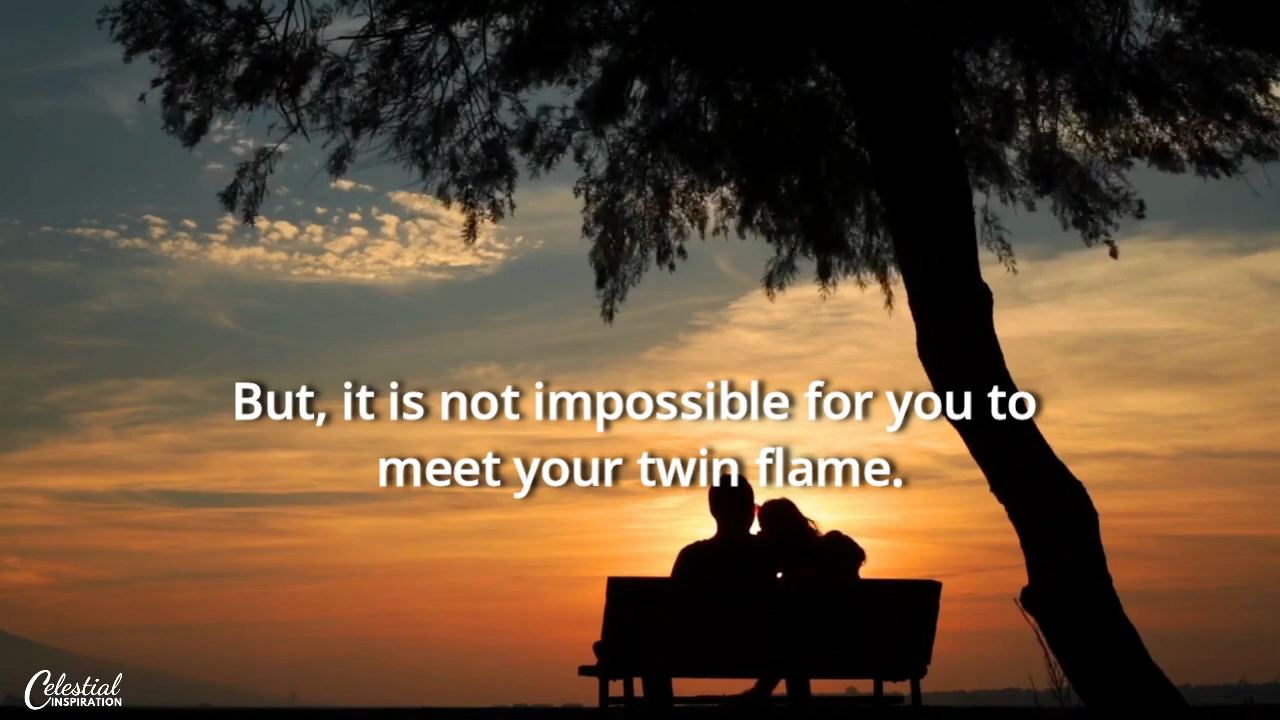 But, it is not impossible for you to
meet your twin flame.
Celestial
INSPIRATION